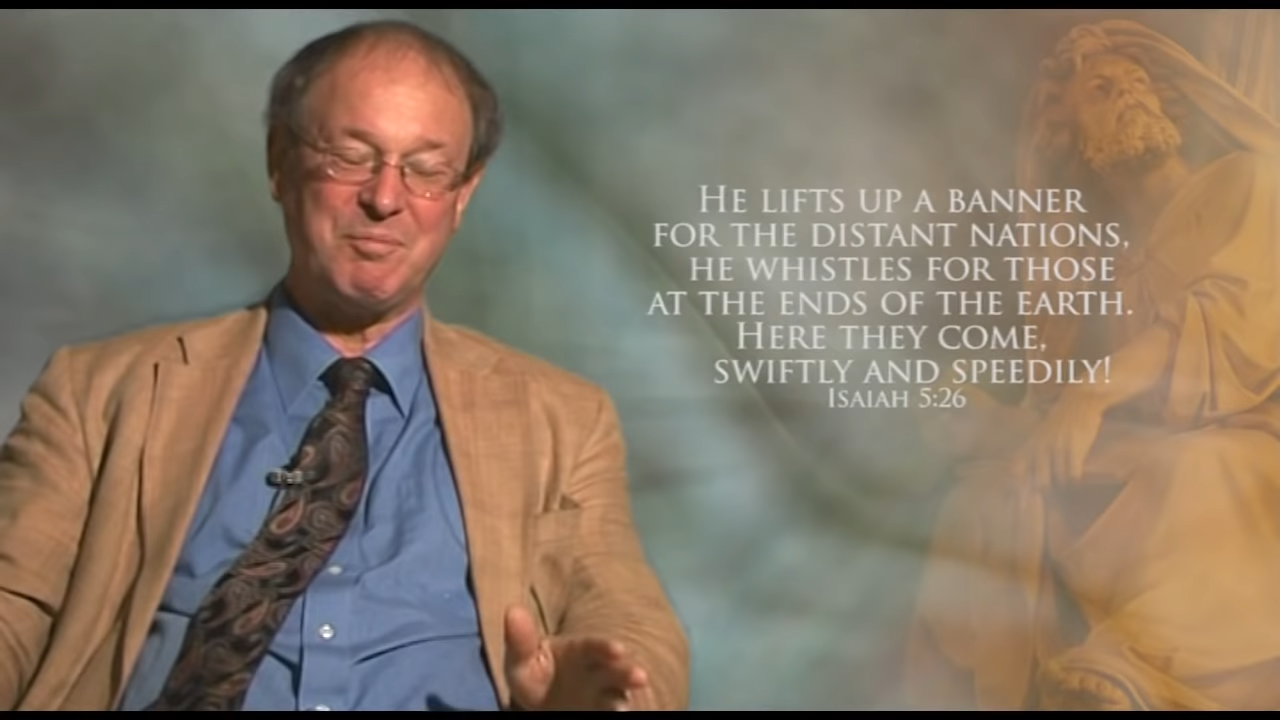 He lifts up a banner
for the distant nations,
he whistles for those
at the ends of the earth.
Here they come,
swiftly and speedily!
Isaiah 5:26